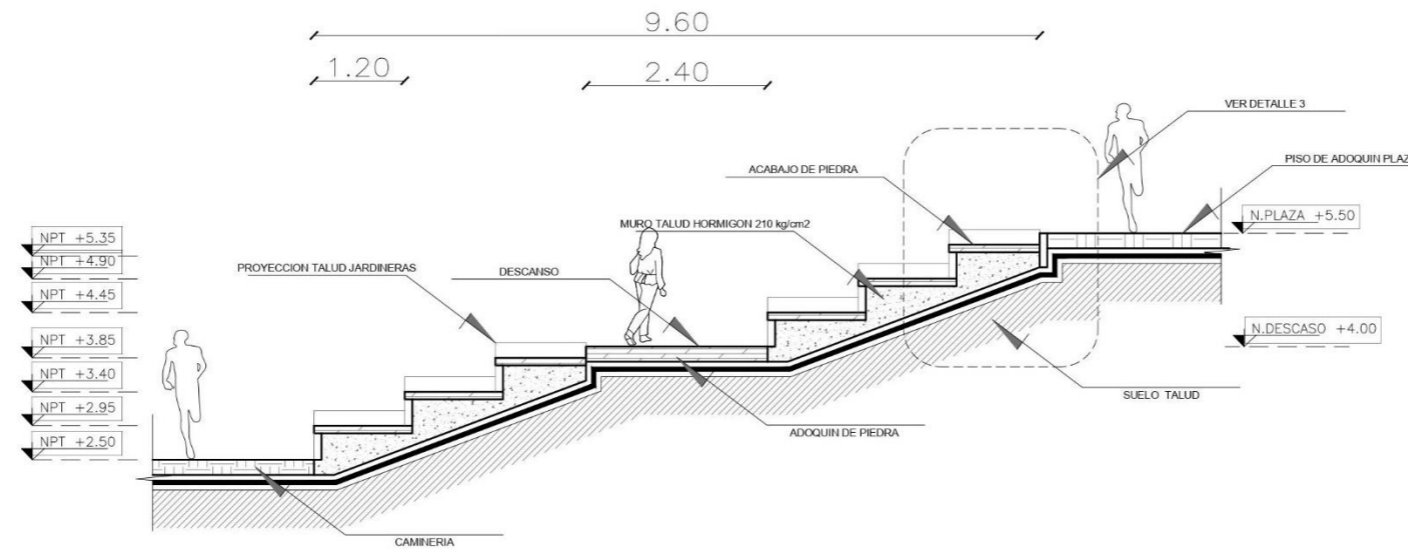 9.60
1.20
2.40
VER DETALLE 3
PISO DE ADOQUIN PLAZ
ACABAJO DE PIEDRA
MURO TALUD HORMIGON 210 kg/cm2
N.PLAZA +5.50
NPT +5.35
NPT +4.90
PROYECCION TALUD JARDINERAS
DESCANSO
NPT +4.45
N.DESCASO +4.00
NPT +3.85
NPT +3.40
SUELO TALUD
NPT +2.95
ADOQUIN DE PIEDRA
NPT +2.50
CAMINERIA